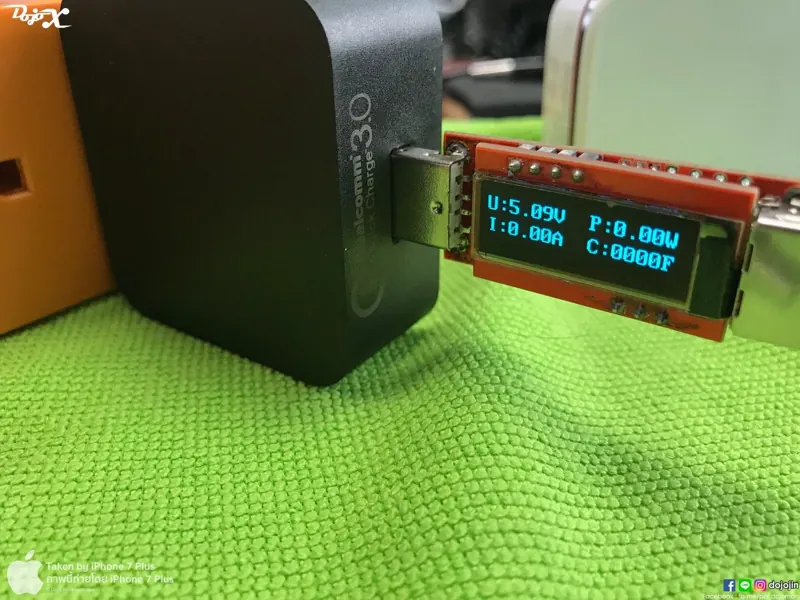 Dojo X
Qualcomm
Quick Charge 3.0
U:5.09V P:0.00W
I:0.00A C:0000F
Taken by iPhone 7 Plus
ภาพนี้ถ่ายโดย iPhone 7 Plus
dojojin